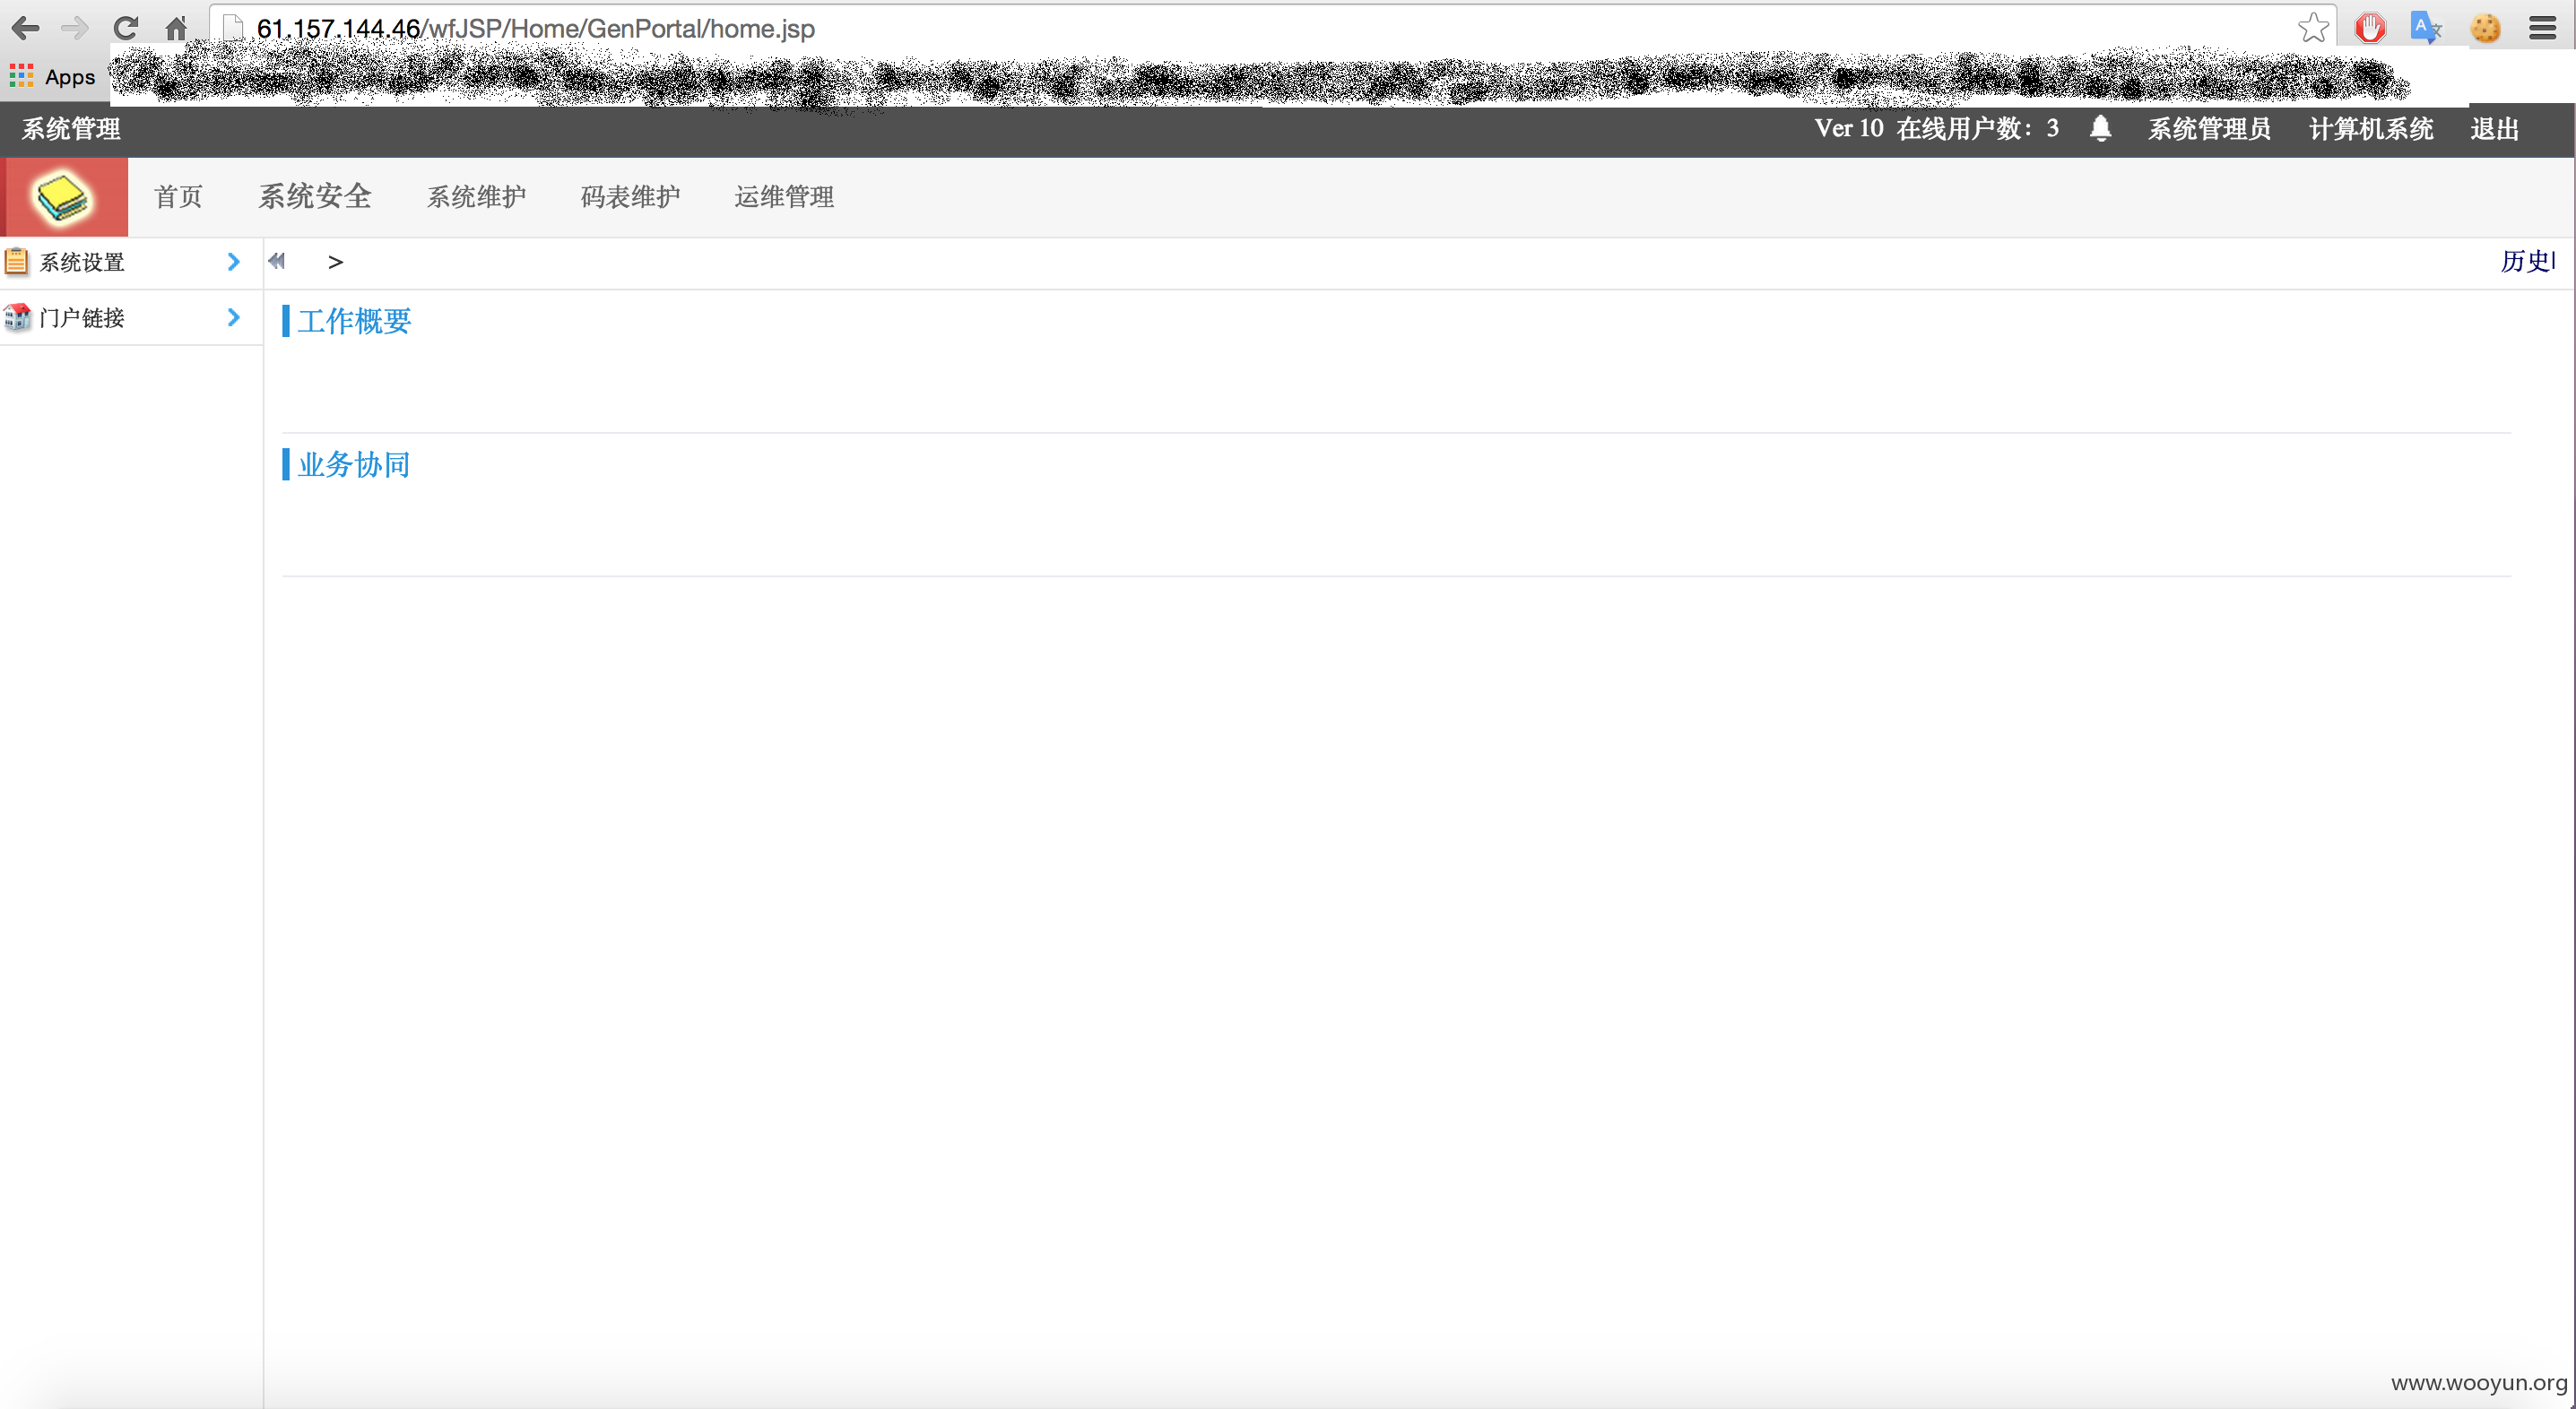 61.157.144.46/wfJSP/Home/GenPortal/home.jsp
Apps
系统管理 Ver 10 在线用户数：3 系统管理员 计算机系统 退出
首页 系统安全 系统维护 码表维护 运维管理
系统设置 > 历史|
门户链接
工作概要
业务协同
www.wooyun.org